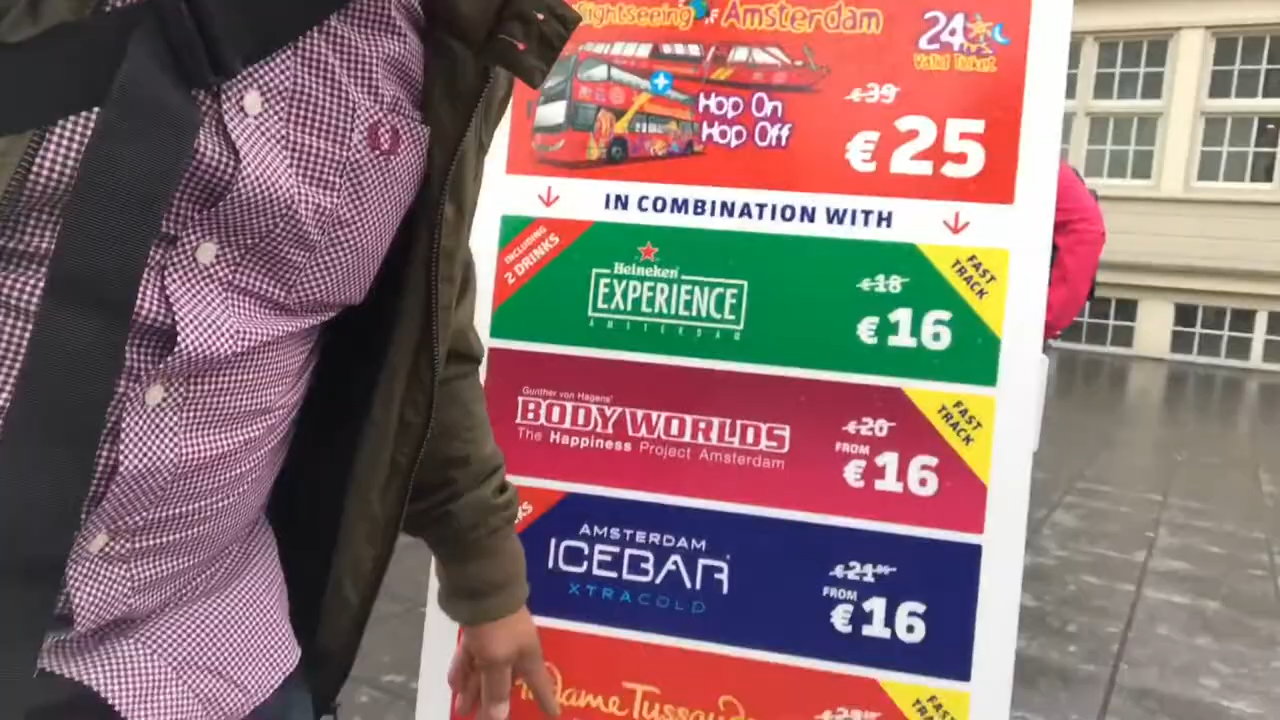 Sightseeing Amsterdam
24
Valid Ticket
Hop On
Hop Off
€39
€25
IN COMBINATION WITH
INCLUDING
2 DRINKS
Heineken
EXPERIENCE
AMSTERDAM
€18
€16
FAST
TRACK
Gunther von Hagens'
BODY WORLDS
The Happiness Project Amsterdam
€20
FROM
€16
FAST
TRACK
AMSTERDAM
ICEBAR
XTRACOLD
FROM
€16
FAST